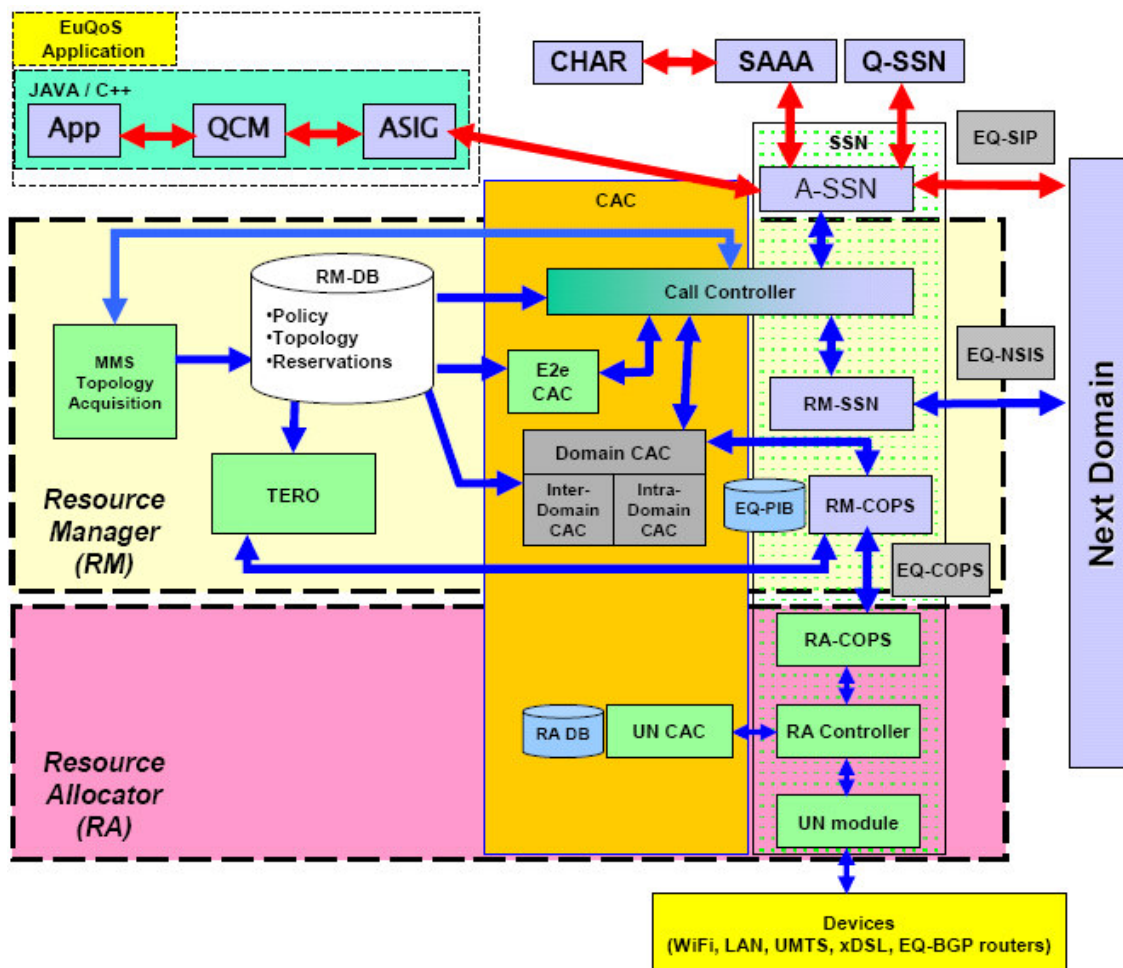 EuQoS
Application
JAVA / C++
App
QCM
ASIG
CHAR
SAAA
Q-SSN
SSN
EQ-SIP
A-SSN
CAC
RM-DB
•Policy
•Topology
•Reservations
Call Controller
MMS
Topology
Acquisition
E2e
CAC
EQ-NSIS
RM-SSN
TERO
Domain CAC
Inter-
Domain
CAC
Intra-
Domain
CAC
EQ-PIB
RM-COPS
Resource
Manager
(RM)
EQ-COPS
Next Domain
RA-COPS
RA DB
UN CAC
RA Controller
Resource
Allocator
(RA)
UN module
Devices
(WiFi, LAN, UMTS, xDSL, EQ-BGP routers)